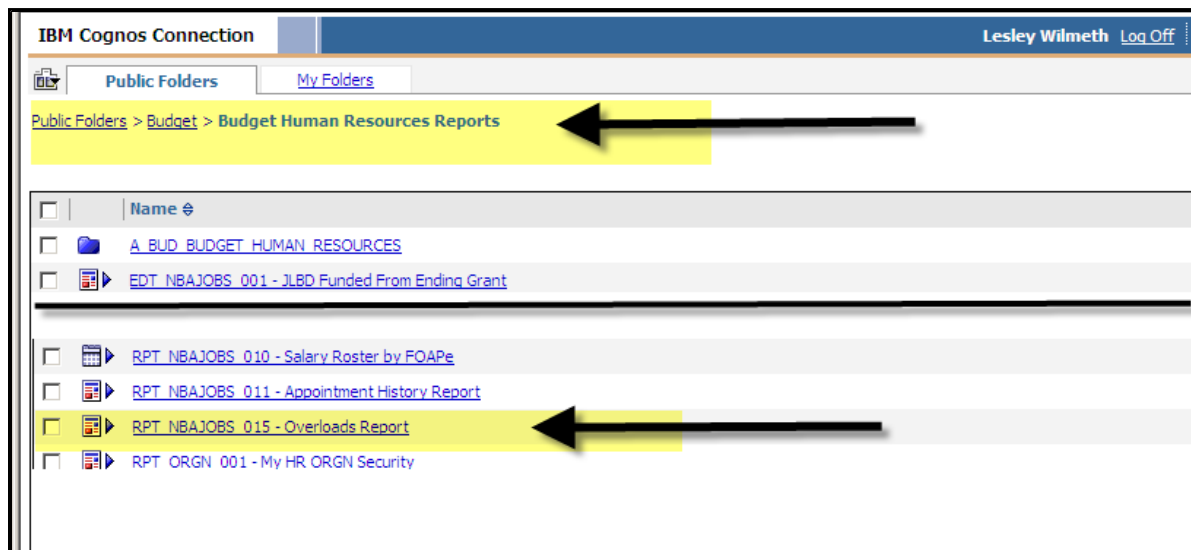 IBM Cognos Connection Lesley Wilmeth Log Off
Public Folders My Folders
Public Folders > Budget > Budget Human Resources Reports
Name
A_BUD_BUDGET_HUMAN_RESOURCES
EDT_NBAJOBS_001 - JLBD Funded From Ending Grant
RPT_NBAJOBS_010 - Salary Roster by FOAPe
RPT_NBAJOBS_011 - Appointment History Report
RPT_NBAJOBS_015 - Overloads Report
RPT_ORGN_001 - My HR ORGN Security